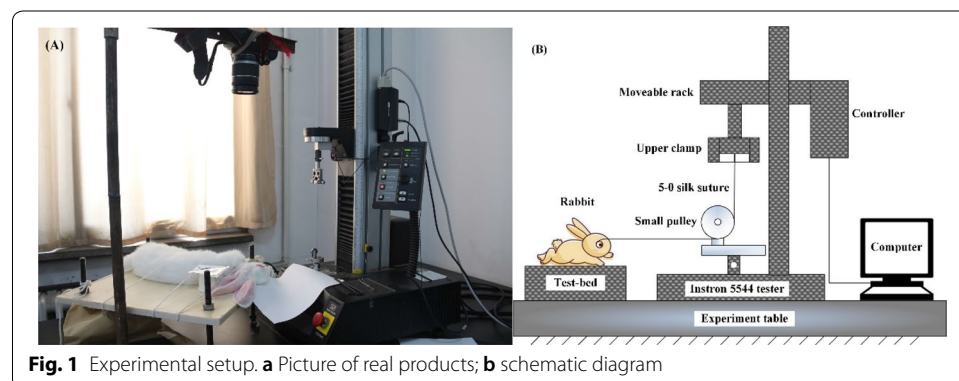 (A)
(B)
Moveable rack
Controller
Upper clamp
5-0 silk suture
Rabbit
Small pulley
Computer
Test-bed
Instron 5544 tester
Experiment table
Fig. 1 Experimental setup. a Picture of real products; b schematic diagram